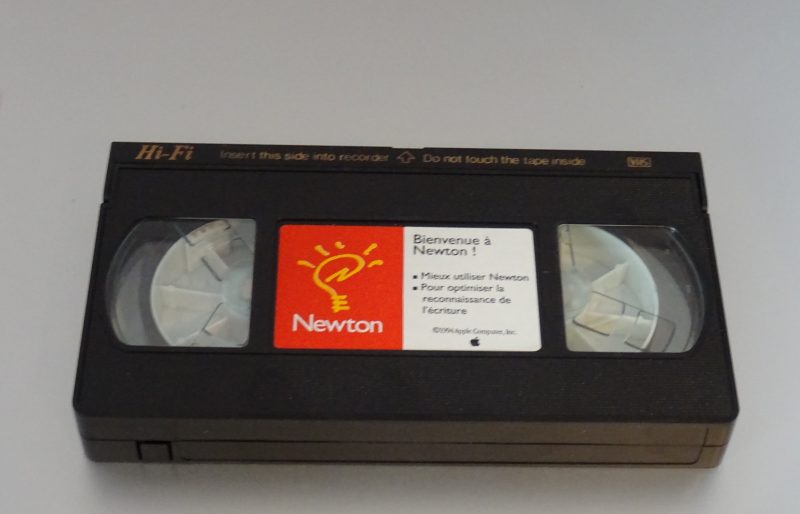 Hi-Fi Insert this side into recorder Do not touch the tape inside VHS
Newton
Bienvenue à
Newton !
▪ Mieux utiliser Newton
▪ Pour optimiser la
reconnaissance de
l'écriture
©1994 Apple Computer, Inc.